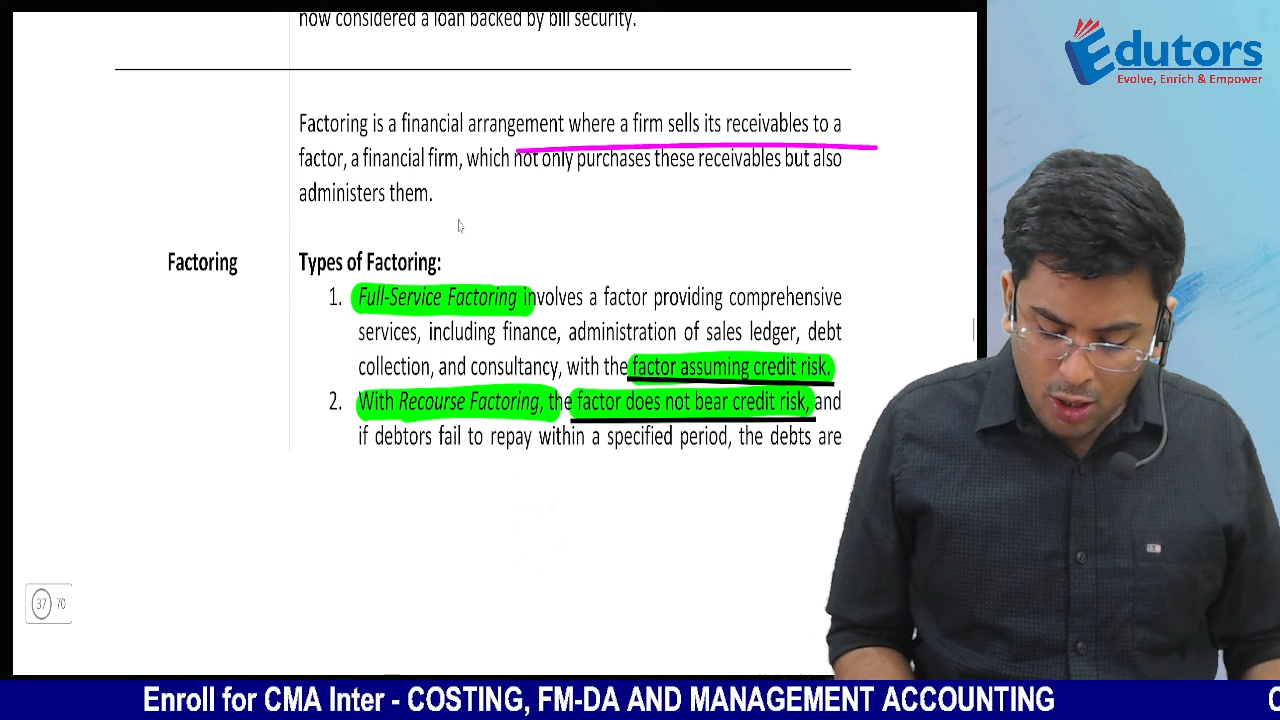 now considered a loan backed by bill security.
Edutors
Evolve, Enrich & Empower
Factoring is a financial arrangement where a firm sells its receivables to a
factor, a financial firm, which not only purchases these receivables but also
administers them.
Factoring
Types of Factoring:
1. Full-Service Factoring involves a factor providing comprehensive
services, including finance, administration of sales ledger, debt
collection, and consultancy, with the factor assuming credit risk.
2. With Recourse Factoring, the factor does not bear credit risk, and
if debtors fail to repay within a specified period, the debts are
37 70
Enroll for CMA Inter - COSTING, FM-DA AND MANAGEMENT ACCOUNTING
C